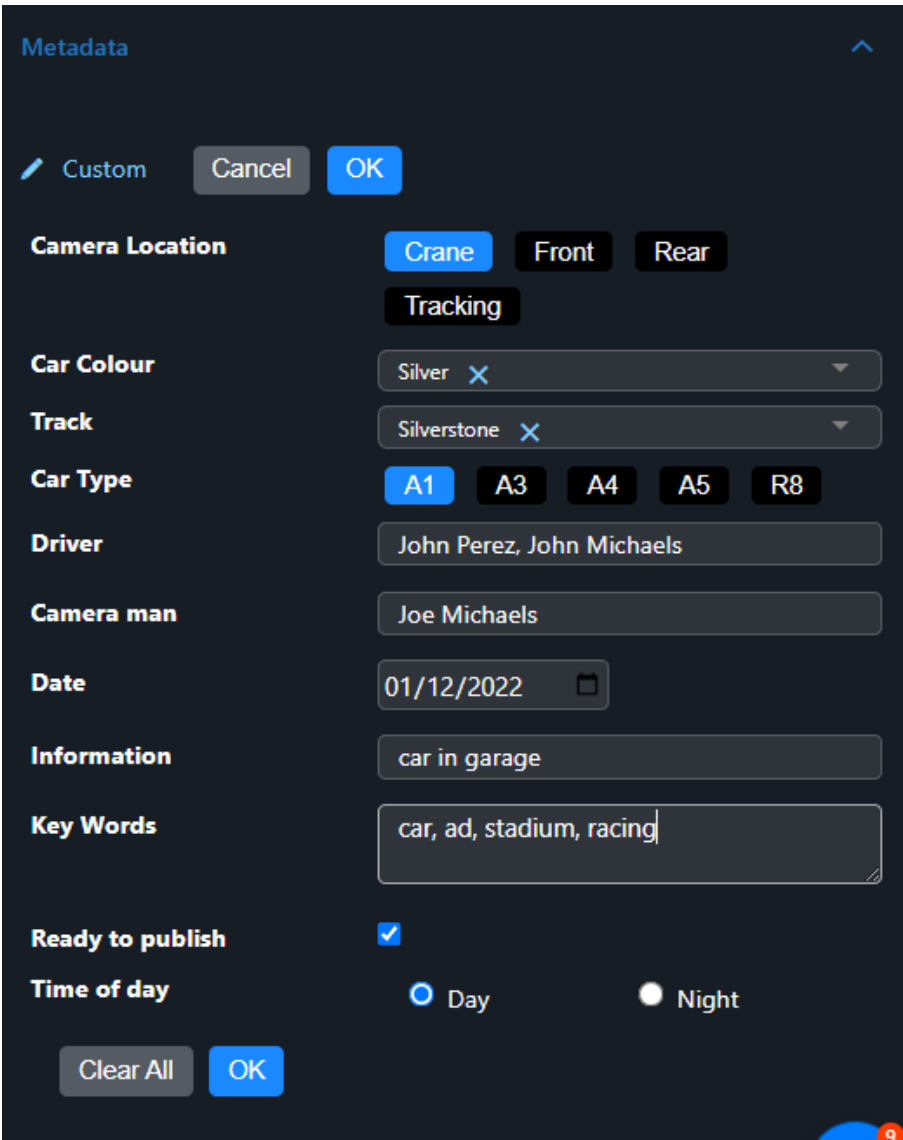 Metadata
Custom Cancel OK
Camera Location Crane Front Rear
Tracking
Car Colour Silver
Track Silverstone
Car Type A1 A3 A4 A5 R8
Driver John Perez, John Michaels
Camera man Joe Michaels
Date 01/12/2022
Information car in garage
Key Words car, ad, stadium, racing
Ready to publish
Time of day Day Night
Clear All OK
9